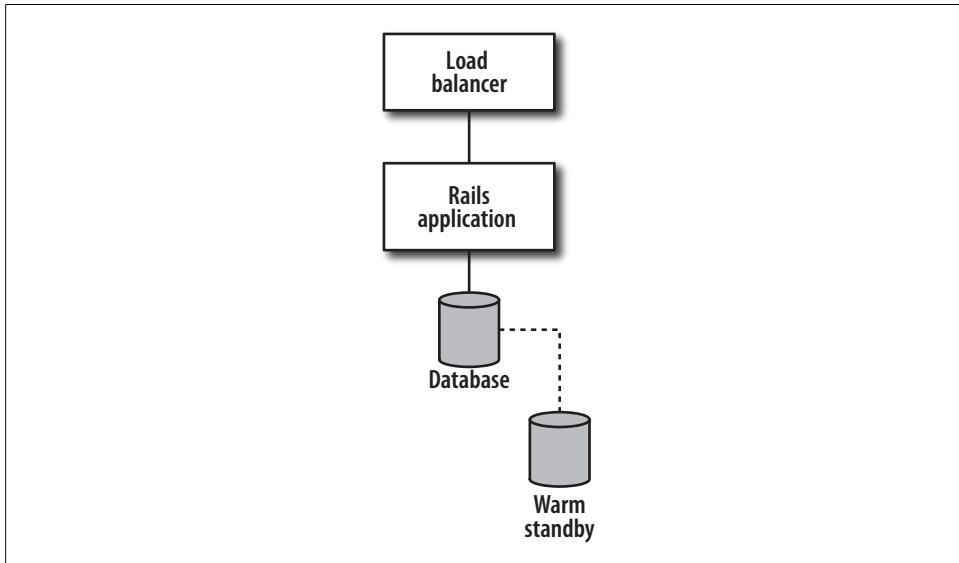 Load
balancer
Rails
application
Database
Warm
standby